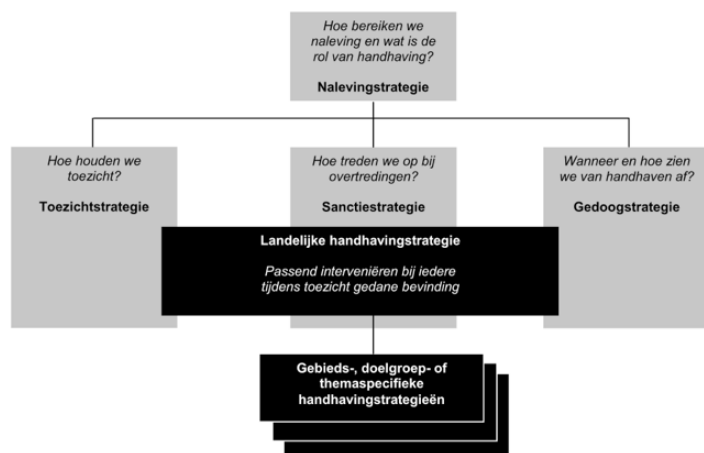 Hoe bereiken we
naleving en wat is de
rol van handhaving?
Nalevingstrategie
Hoe houden we
toezicht?
Toezichtstrategie
Hoe treden we op bij
overtredingen?
Sanctiestrategie
Wanneer en hoe zien
we van handhaven af?
Gedoogstrategie
Landelijke handhavingstrategie
Passend interveniëren bij iedere
tijdens toezicht gedane bevinding
Gebieds-, doelgroep- of
themaspecifieke
handhavingstrategieën